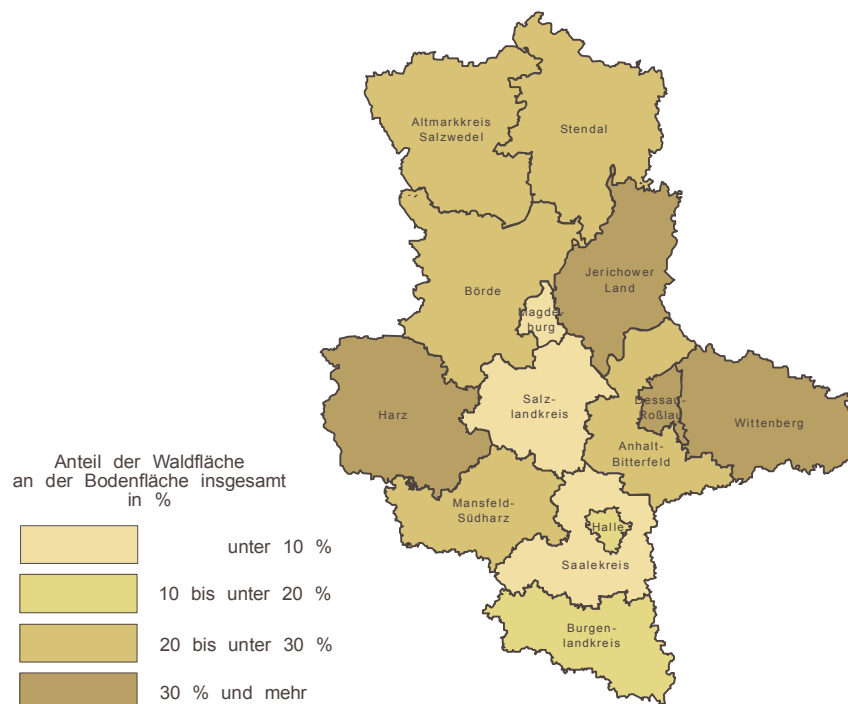 Altmarkkreis
Salzwedel
Stendal
Jerichower
Land
Börde
Magde-
burg
Salz-
landkreis
Harz
Dessau-
Roßlau
Wittenberg
Anhalt-
Bitterfeld
Mansfeld-
Südharz
Halle
Saalekreis
Burgen-
landkreis
Anteil der Waldfläche
an der Bodenfläche insgesamt
in %
unter 10 %
10 bis unter 20 %
20 bis unter 30 %
30 % und mehr